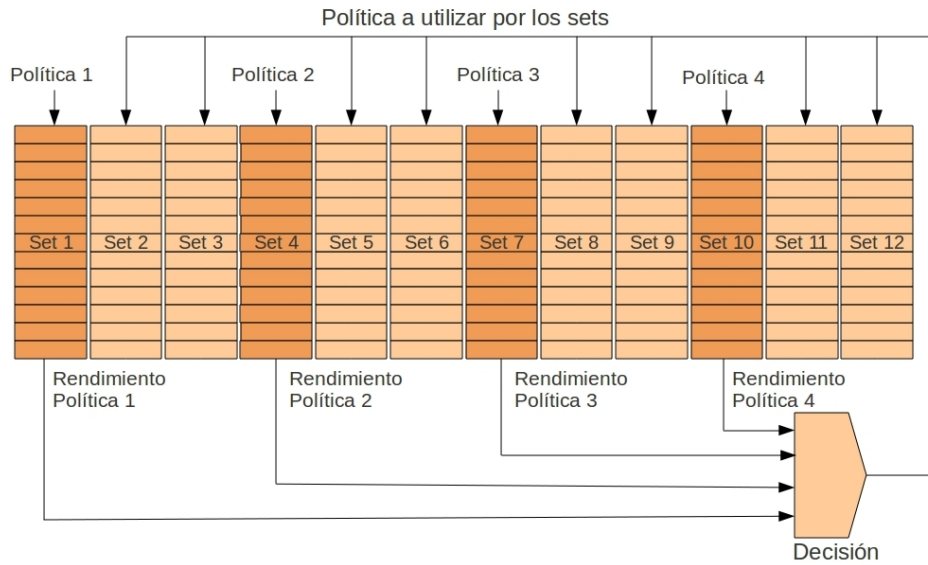 Política a utilizar por los sets
Política 1
Política 2
Política 3
Política 4
Set 1
Set 2
Set 3
Set 4
Set 5
Set 6
Set 7
Set 8
Set 9
Set 10
Set 11
Set 12
Rendimiento
Política 1
Rendimiento
Política 2
Rendimiento
Política 3
Rendimiento
Política 4
Decisión